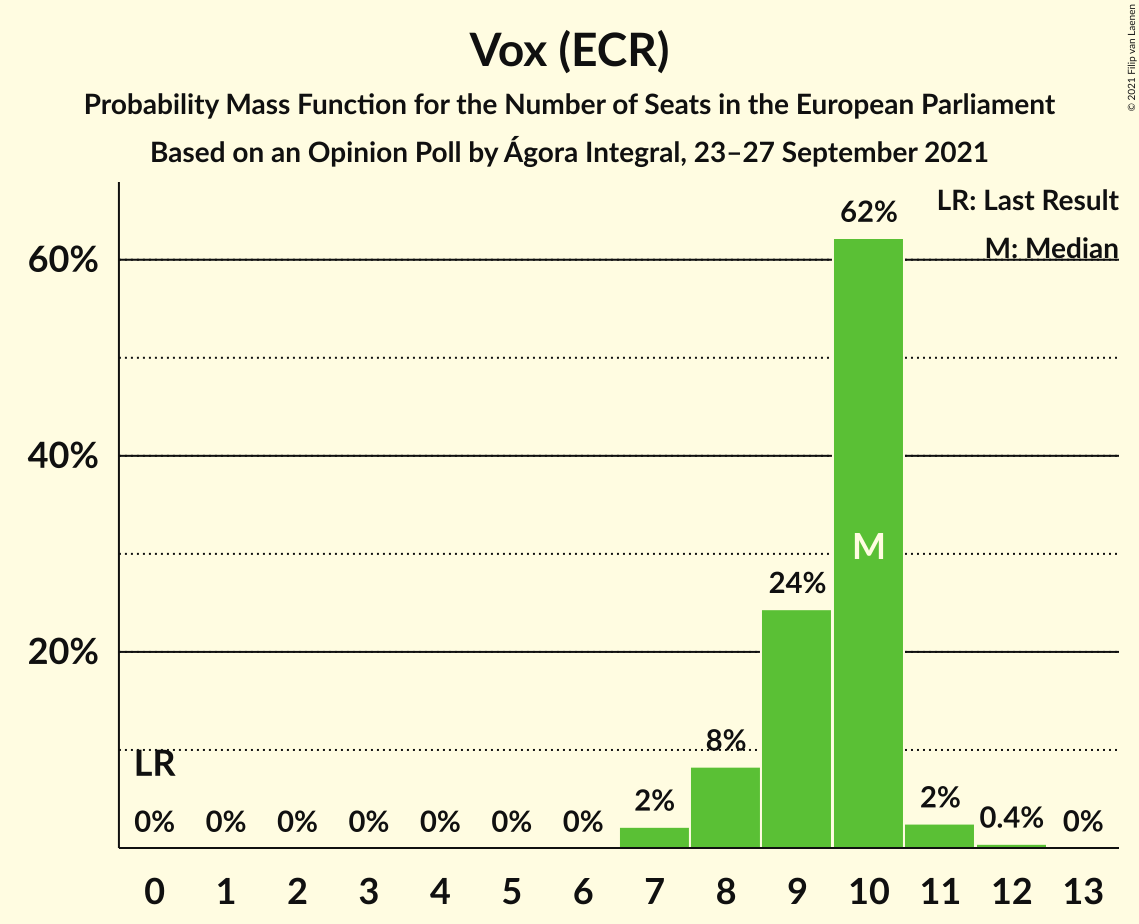 Vox (ECR)
Probability Mass Function for the Number of Seats in the European Parliament
Based on an Opinion Poll by Ágora Integral, 23–27 September 2021
© 2021 Filip van Laenen
LR: Last Result
M: Median
60%
40%
20%
62%
M
24%
8%
LR
0% 0% 0% 0% 0% 0% 0% 2% 2% 0.4% 0%
0 1 2 3 4 5 6 7 8 9 10 11 12 13